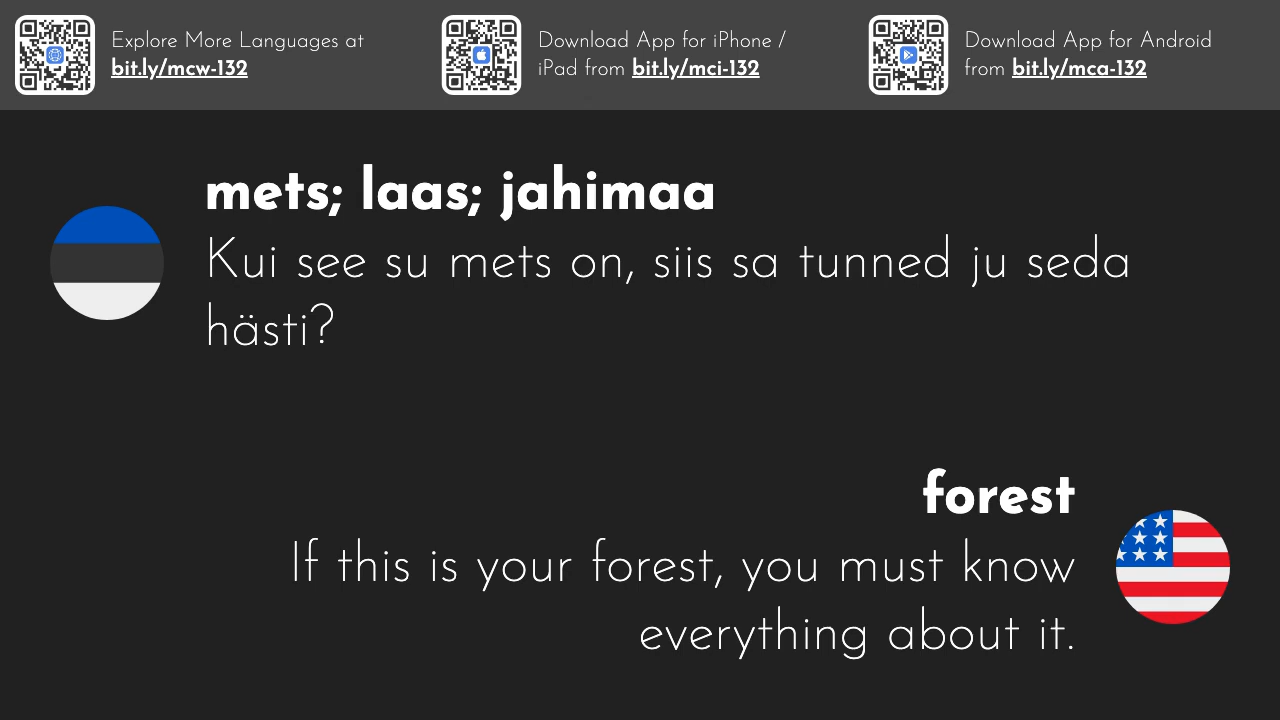 Explore More Languages at
bit.ly/mcw-132
Download App for iPhone /
iPad from bit.ly/mci-132
Download App for Android
from bit.ly/mca-132
mets; laas; jahimaa
Kui see su mets on, siis sa tunned ju seda
hästi?
forest
If this is your forest, you must know
everything about it.